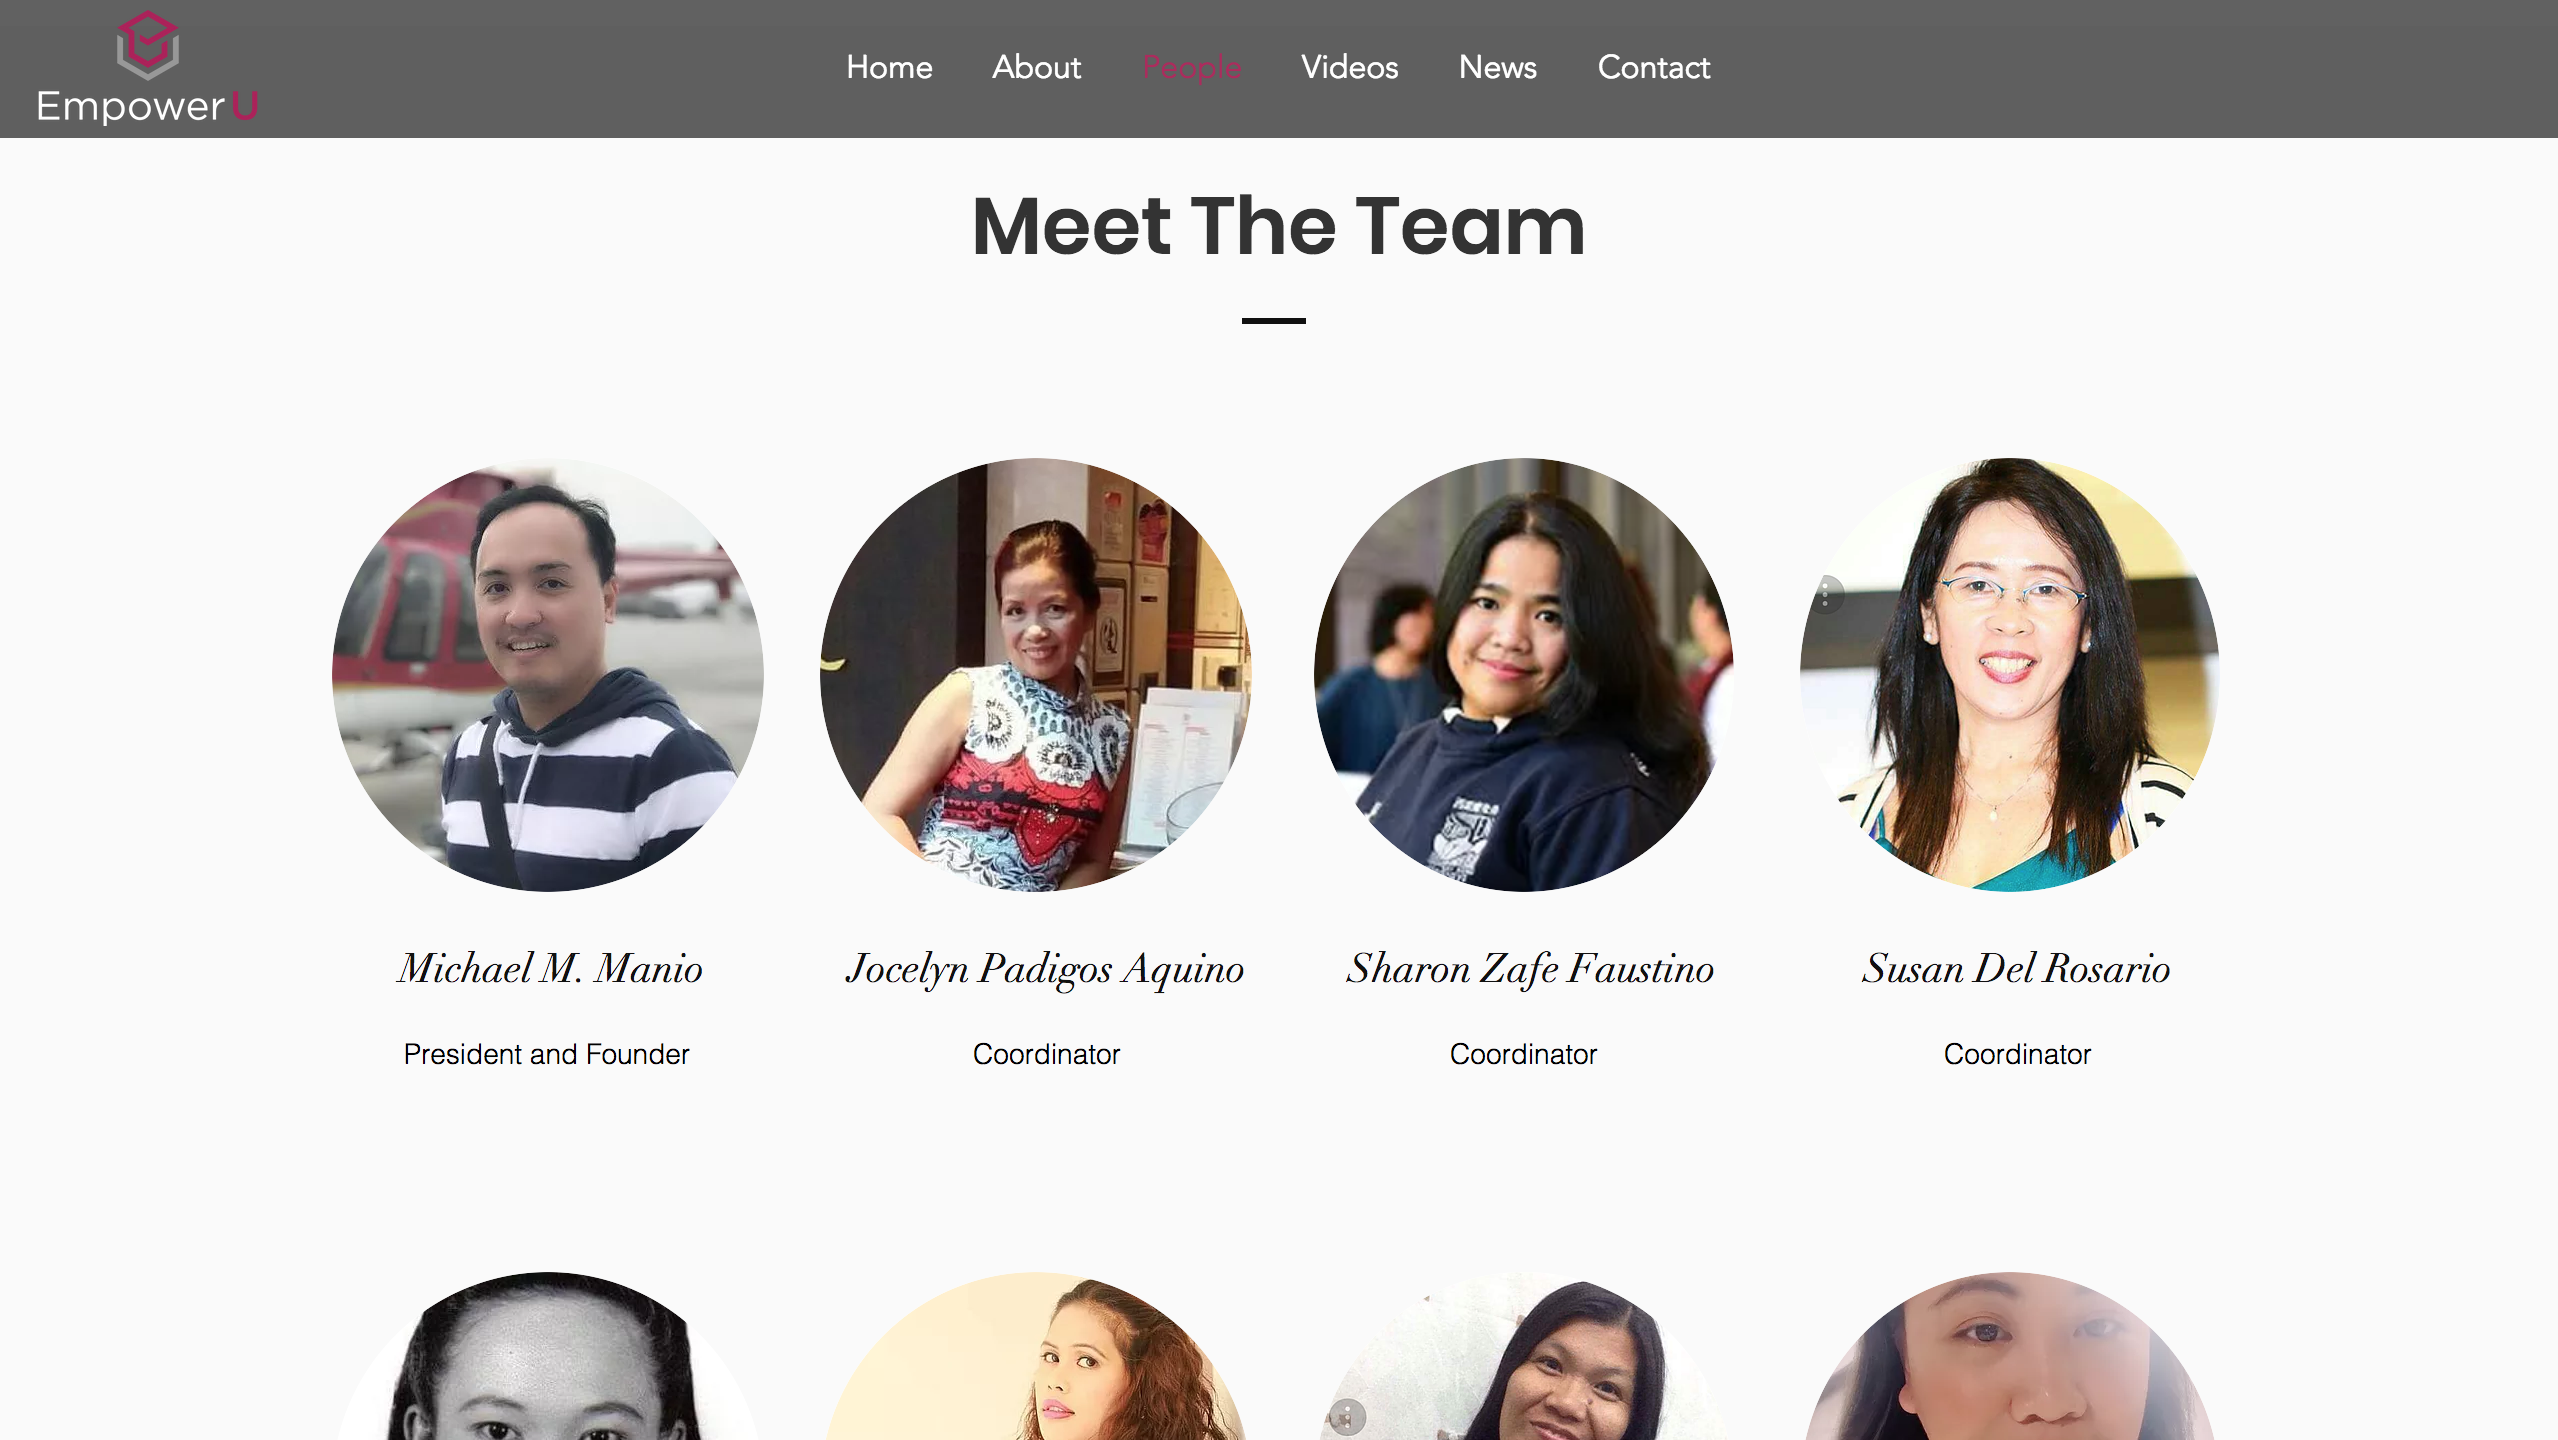 Empower U
Home About People Videos News Contact
Meet The Team
Michael M. Manio
Jocelyn Padigos Aquino
Sharon Zafe Faustino
Susan Del Rosario
President and Founder
Coordinator
Coordinator
Coordinator